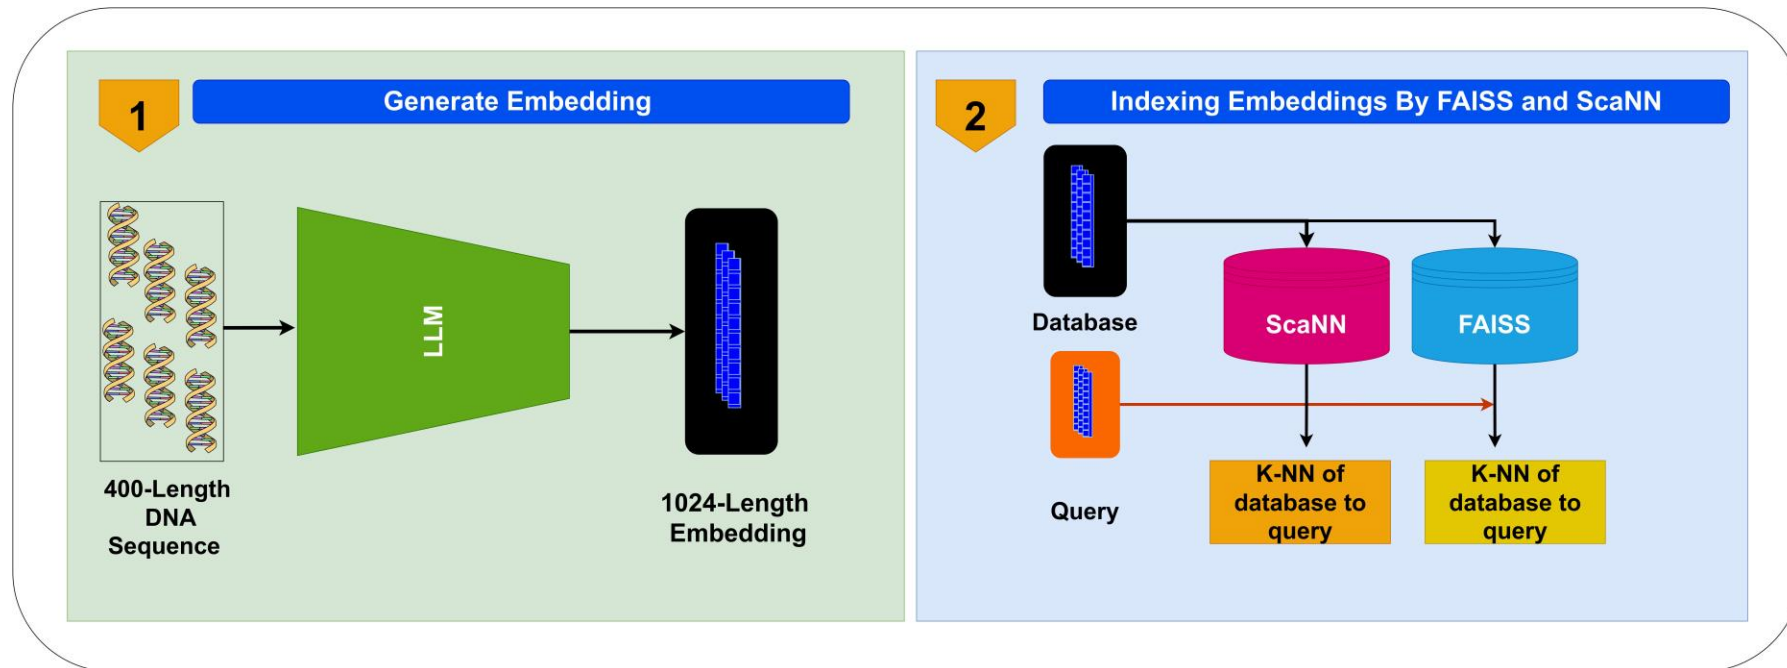 1
Generate Embedding
LLM
400-Length
DNA
Sequence
1024-Length
Embedding
2
Indexing Embeddings By FAISS and ScaNN
Database
ScaNN
FAISS
Query
K-NN of
database to
query
K-NN of
database to
query